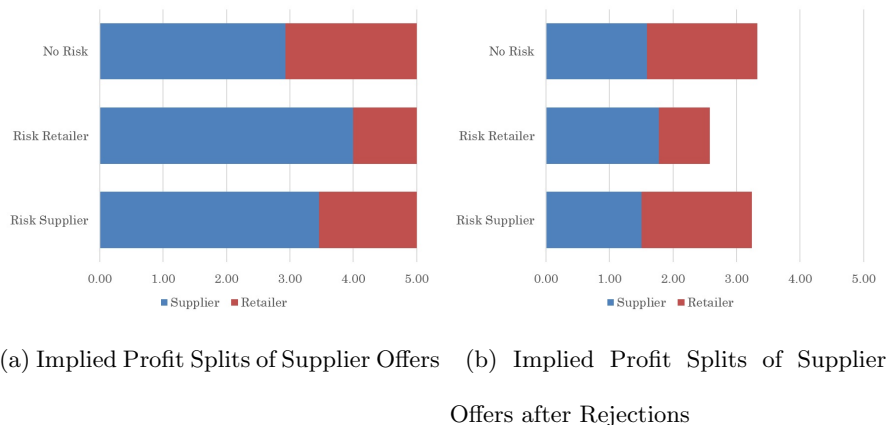 No Risk
Risk Retailer
Risk Supplier
0.00 1.00 2.00 3.00 4.00 5.00
Supplier Retailer
No Risk
Risk Retailer
Risk Supplier
0.00 1.00 2.00 3.00 4.00 5.00
Supplier Retailer
(a) Implied Profit Splits of Supplier Offers
(b) Implied Profit Splits of Supplier
Offers after Rejections